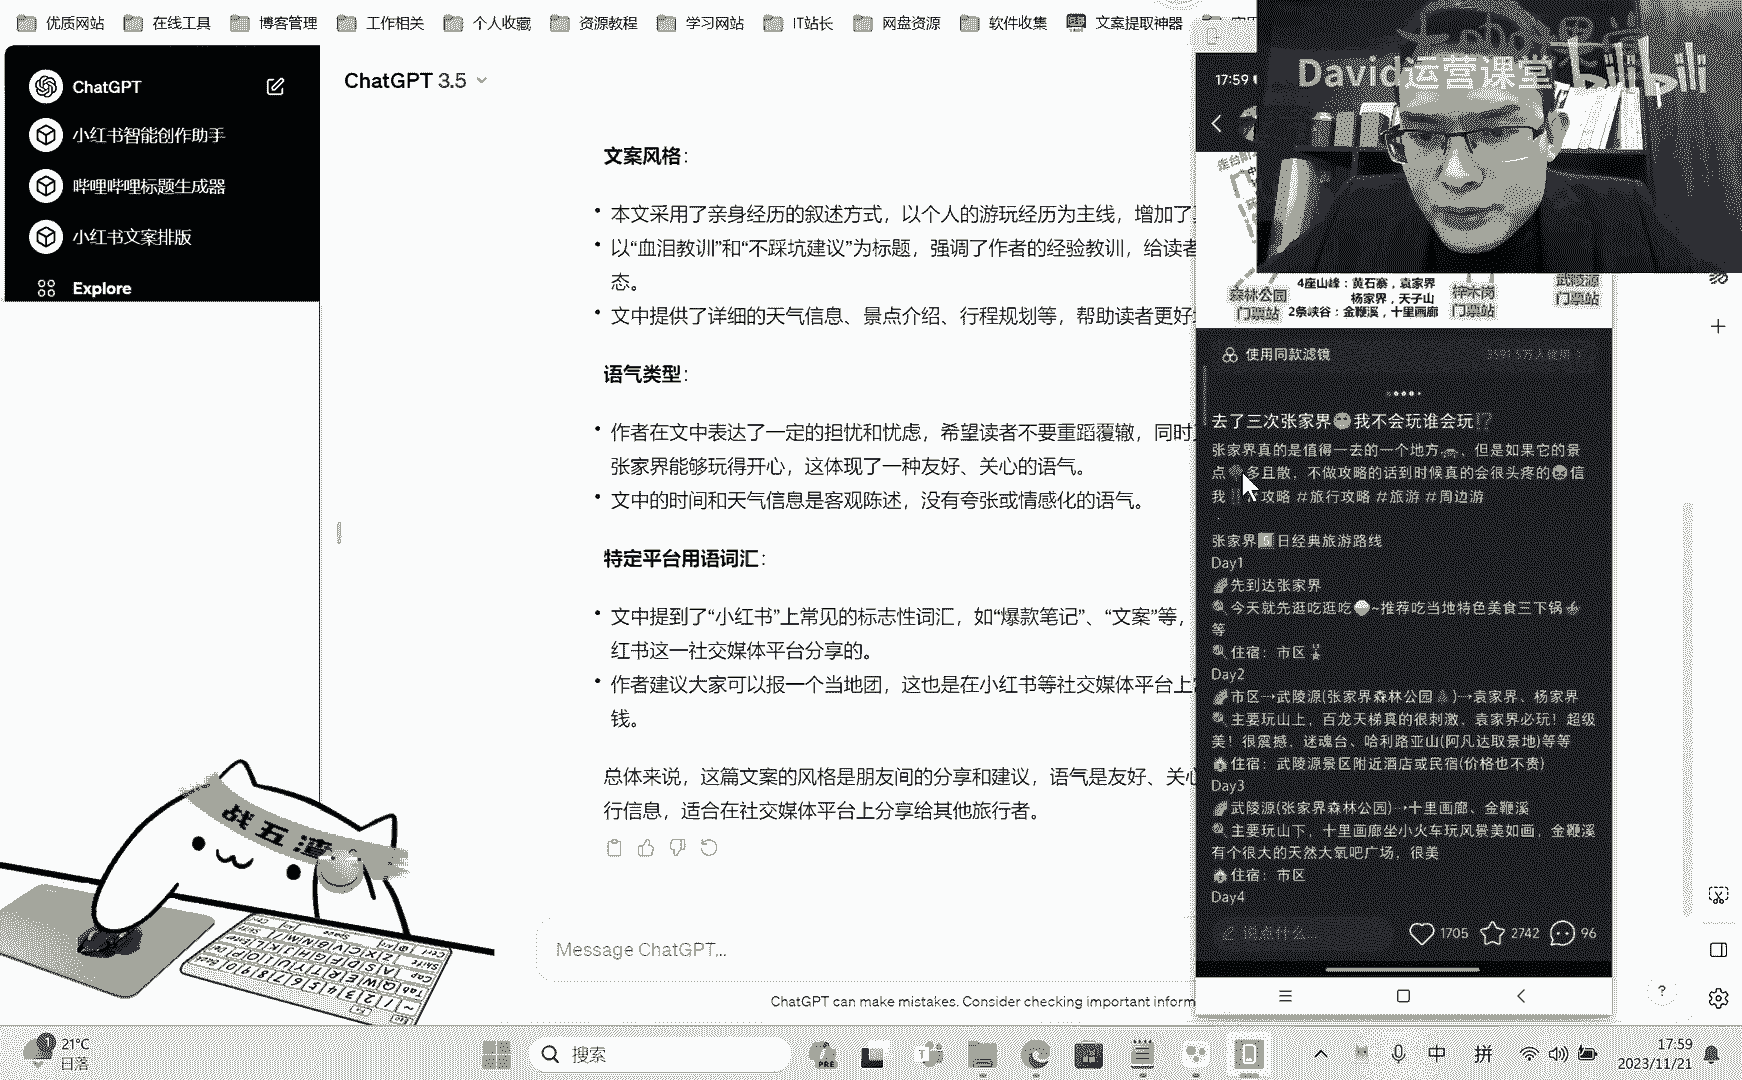 优质网站
在线工具
博客管理
工作相关
个人收藏
资源教程
学习网站
IT站长
网盘资源
软件收集
文案提取神器
ChatGPT
小红书智能创作助手
哔哩哔哩标题生成器
小红书文案排版
Explore
ChatGPT 3.5
文案风格：
本文采用了亲身经历的叙述方式，以个人的游玩经历为主线，增加了
以“血泪教训”和“不踩坑建议”为标题，强调了作者的经验教训，给读者
态。
文中提供了详细的天气信息、景点介绍、行程规划等，帮助读者更好
语气类型：
作者在文中表达了一定的担忧和忧虑，希望读者不要重蹈覆辙，同时
张家界能够玩得开心，这体现了一种友好、关心的语气。
文中的时间和天气信息是客观陈述，没有夸张或情感化的语气。
特定平台用语词汇：
文中提到了“小红书”上常见的标志性词汇，如“爆款笔记”、“文案”等，
红书这一社交媒体平台分享的。
作者建议大家可以报一个当地团，这也是在小红书等社交媒体平台上
钱。
总体来说，这篇文案的风格是朋友间的分享和建议，语气是友好、关心
行信息，适合在社交媒体平台上分享给其他旅行者。
Message ChatGPT...
ChatGPT can make mistakes. Consider checking important inform
17:59
David运营课堂
bilibili
森林公园
门票站
4座山峰：黄石寨，袁家界
杨家界，天子山
2条峡谷：金鞭溪，十里画廊
门票站
武陵源
门票站
使用同款滤镜
去了三次张家界😁我不会玩谁会玩⁉
张家界真的是值得一去的一个地方，但是如果它的景
点多且散，不做攻略的话到时候真的会很头疼的信
我‼#攻略 #旅行攻略 #旅游 #周边游
张家界5日经典旅游路线
Day1
先到达张家界
今天就先逛吃逛吃~推荐吃当地特色美食三下锅
等
住宿：市区
Day2
市区→武陵源(张家界森林公园)→袁家界、杨家界
主要玩山上，百龙天梯真的很刺激，袁家界必玩！超级
美！很震撼，迷魂台、哈利路亚山(阿凡达取景地)等等
住宿：武陵源景区附近酒店或民宿(价格也不贵)
Day3
武陵源(张家界森林公园)→十里画廊、金鞭溪
主要玩山下，十里画廊坐小火车玩风景美如画，金鞭溪
有个很大的天然大氧吧广场，很美
住宿：市区
Day4
说点什么...
1705
2742
96
战五渣
21°C
日落
搜索
中
拼
17:59
2023/11/21